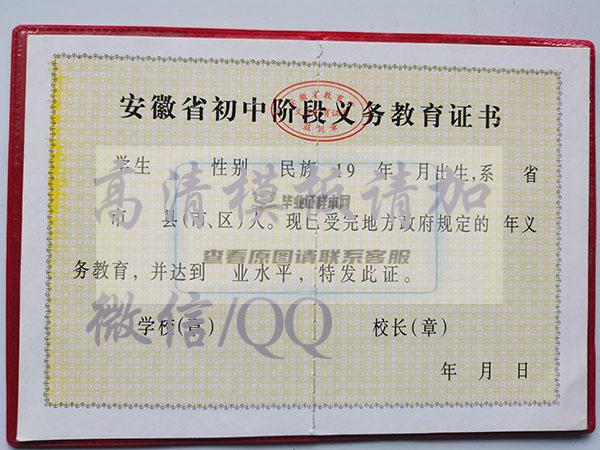 安徽省初中阶段义务教育证书
学生 性别 民族 19 年 月出生,系 省
市 县(市、区)人。现已受完地方政府规定的 年义
务教育,并达到 业水平,特发此证。
学校(章) 校长(章)
年 月 日
高清模板请加
微信/QQ
毕业证样本网
查看原图请联系客服